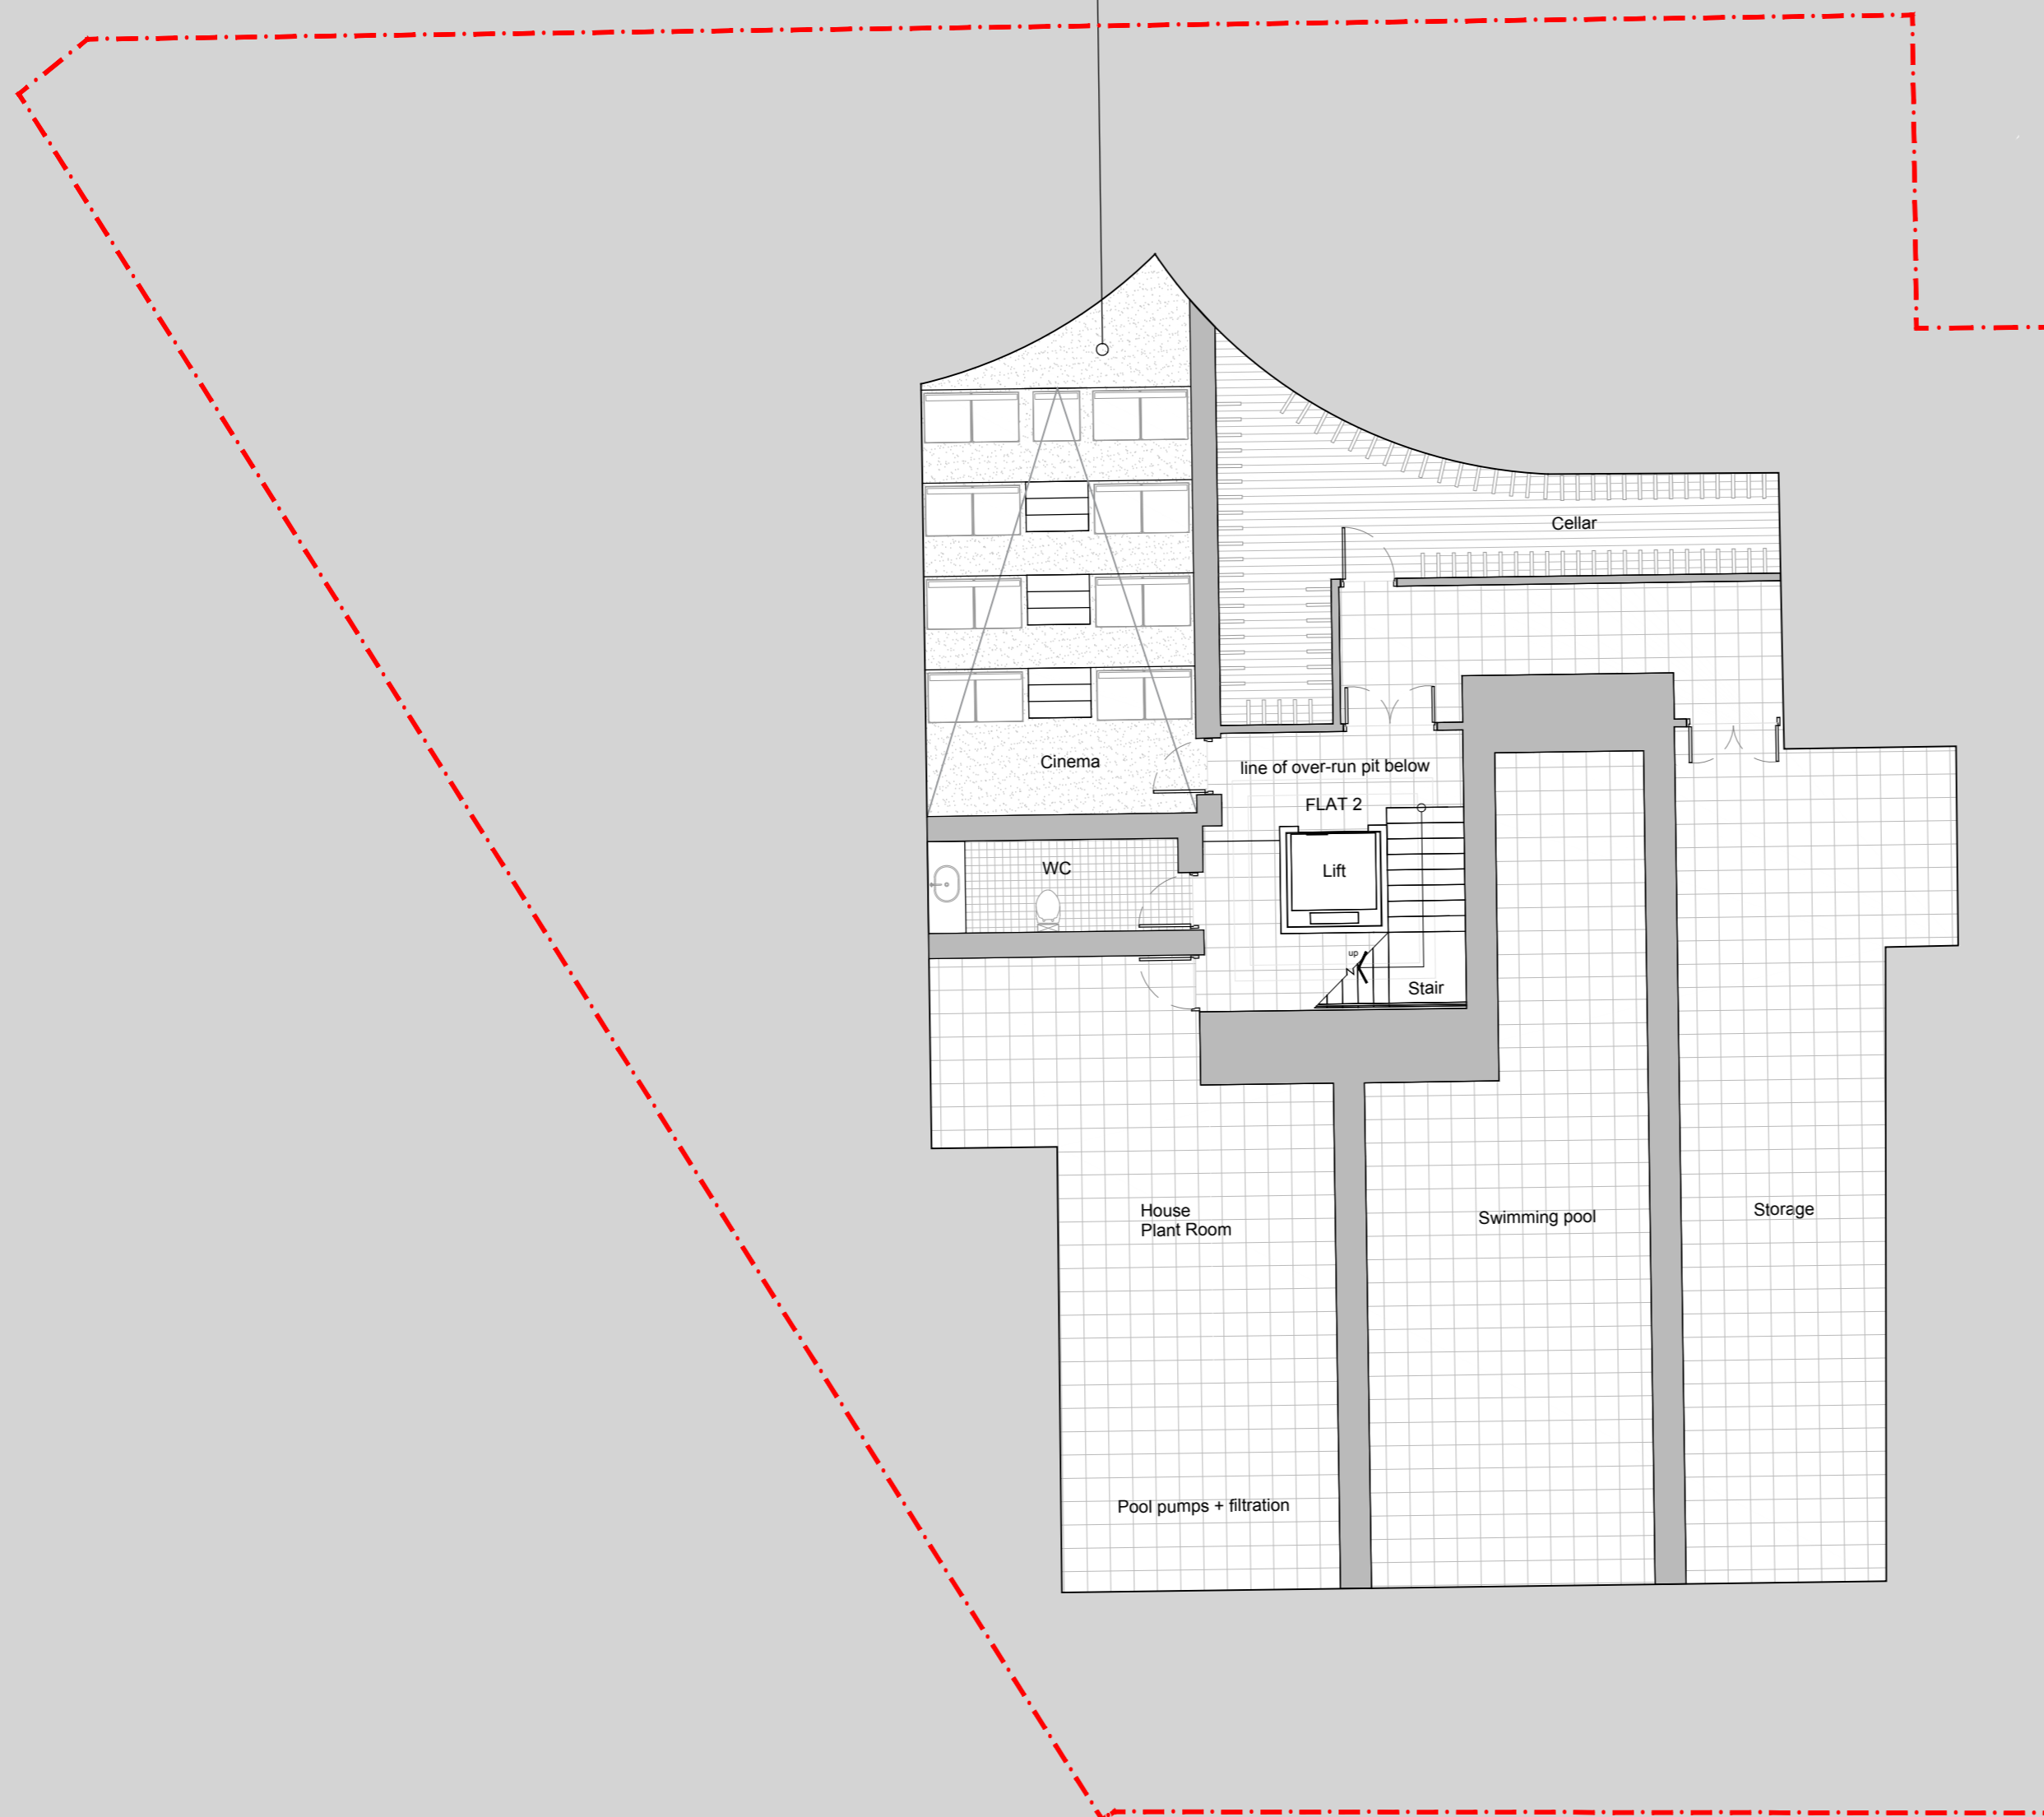 Cellar
Cinema
line of over-run pit below
FLAT 2
WC
Lift
up
Stair
House
Plant Room
Swimming pool
Storage
Pool pumps + filtration